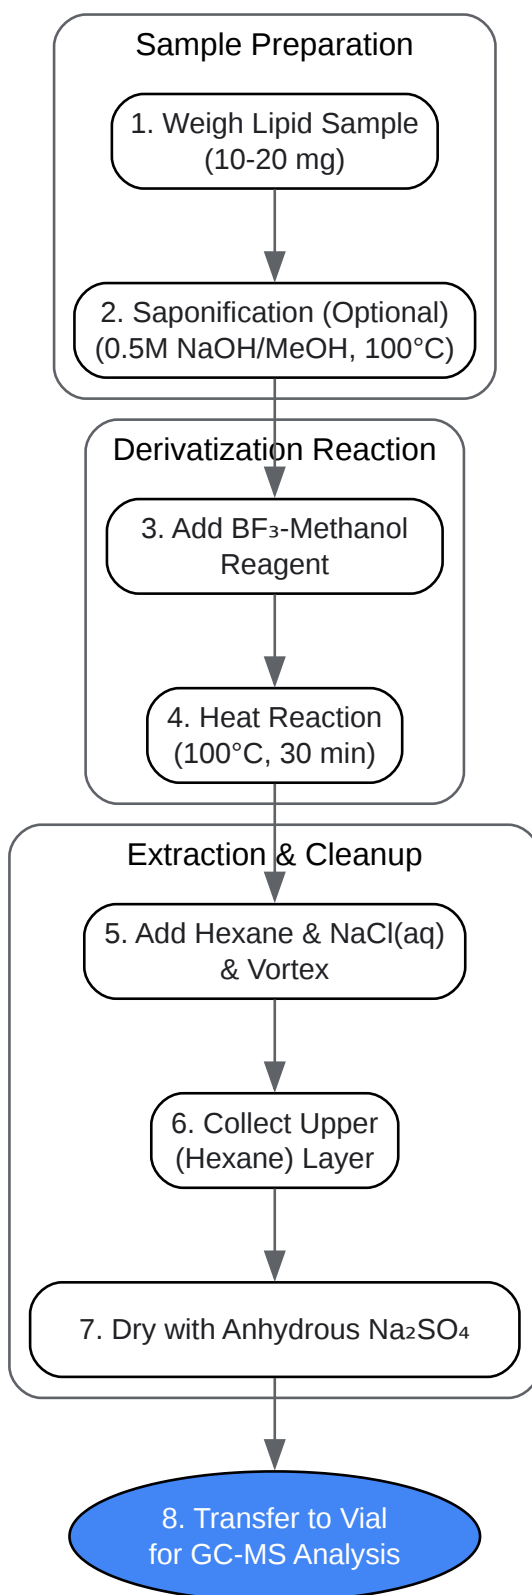 Sample Preparation
1. Weigh Lipid Sample
(10-20 mg)
2. Saponification (Optional)
(0.5M NaOH/MeOH, 100°C)
Derivatization Reaction
3. Add BF₃-Methanol
Reagent
4. Heat Reaction
(100°C, 30 min)
Extraction & Cleanup
5. Add Hexane & NaCl(aq)
& Vortex
6. Collect Upper
(Hexane) Layer
7. Dry with Anhydrous Na₂SO₄
8. Transfer to Vial
for GC-MS Analysis